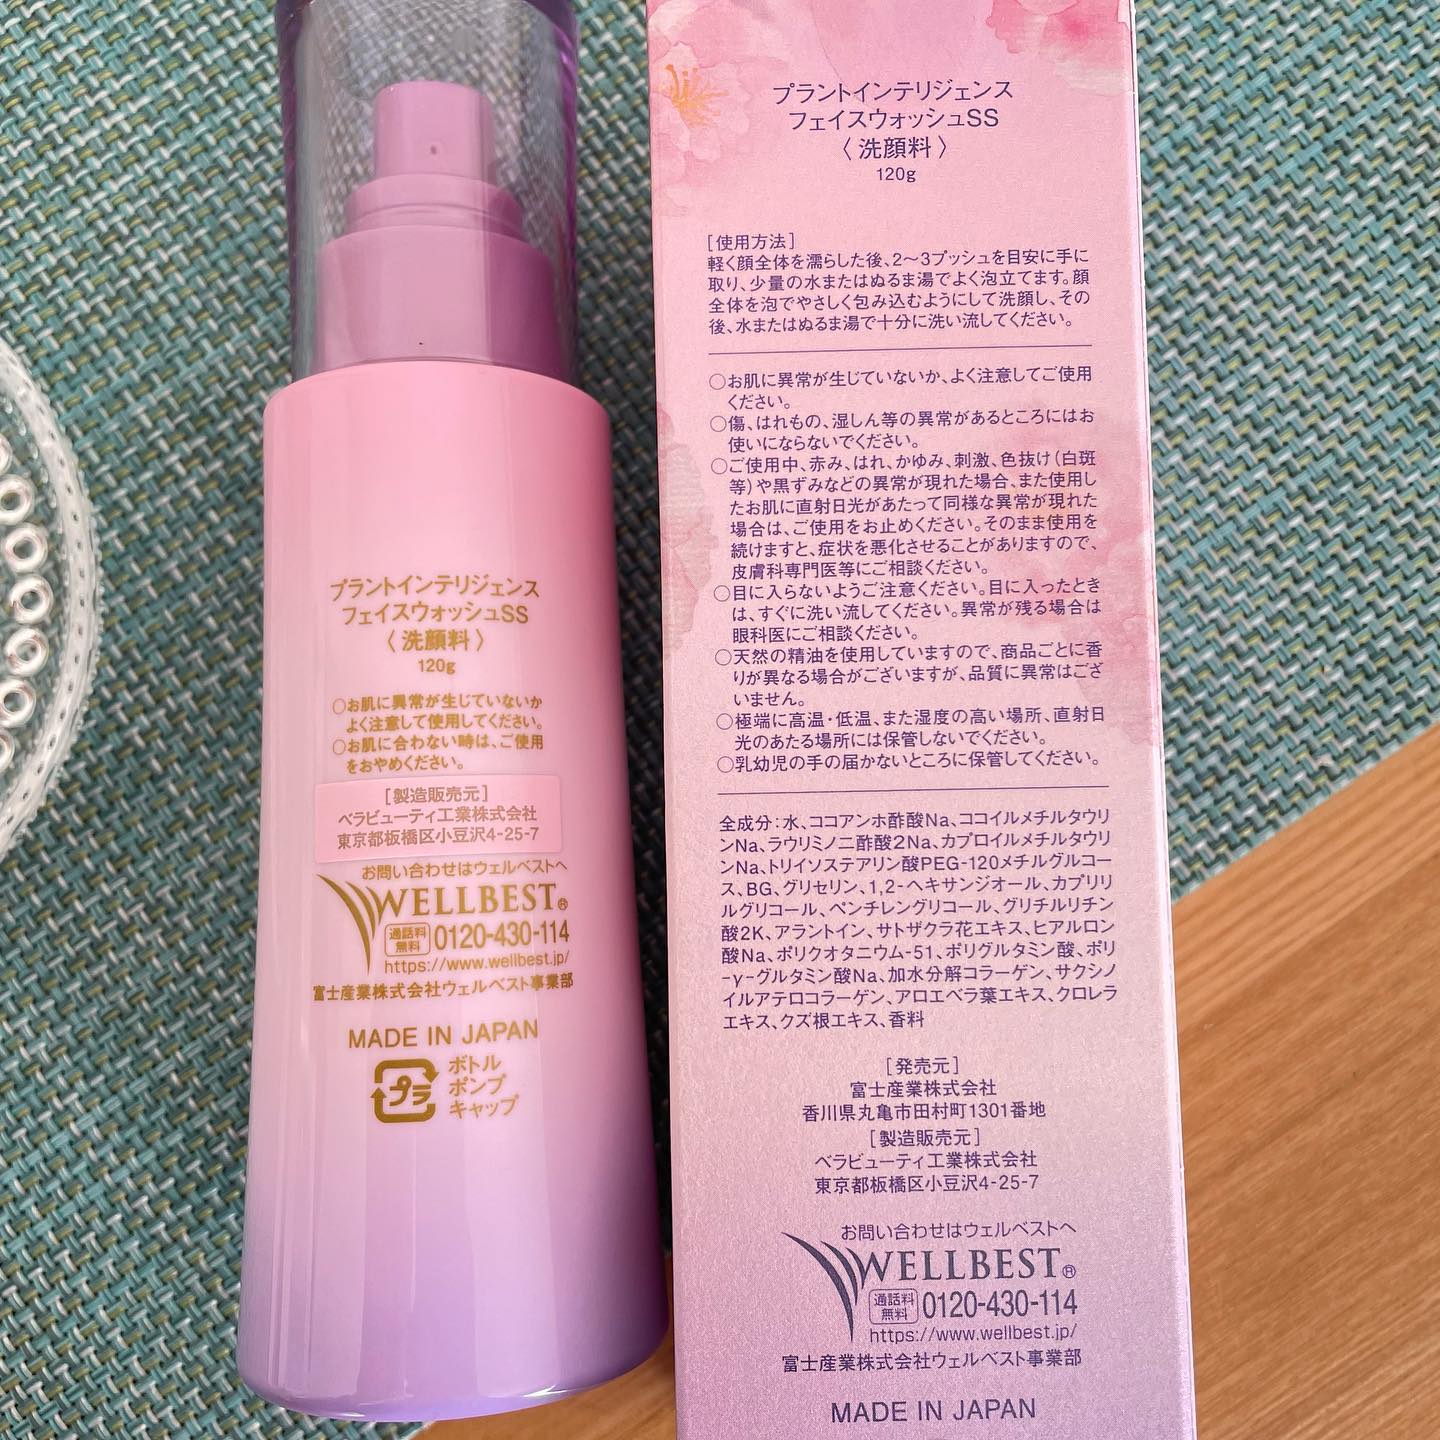 プラントインテリジェンス
フェイスウォッシュSS
〈 洗顔料 〉
120g
○お肌に異常が生じていないか
よく注意して使用してください。
○お肌に合わない時は、ご使用
をおやめください。
[製造販売元]
ベラビューティ工業株式会社
東京都板橋区小豆沢4-25-7
お問い合わせはウェルベストへ
WELLBEST®
通話料
無料
0120-430-114
https://www.wellbest.jp/
富士産業株式会社ウェルベスト事業部
MADE IN JAPAN
プラ
ボトル
ポンプ
キャップ
プラントインテリジェンス
フェイスウォッシュSS
〈 洗顔料 〉
120g
[使用方法]
軽く顔全体を濡らした後、2～3プッシュを目安に手に
取り、少量の水またはぬるま湯でよく泡立てます。顔
全体を泡でやさしく包み込むようにして洗顔し、その
後、水またはぬるま湯で十分に洗い流してください。
○お肌に異常が生じていないか、よく注意してご使用
ください。
○傷、はれもの、湿しん等の異常があるところにはお
使いにならないでください。
○ご使用中、赤み、はれ、かゆみ、刺激、色抜け(白斑
等)や黒ずみなどの異常が現れた場合、また使用し
たお肌に直射日光があたって同様な異常が現れた
場合は、ご使用をお止めください。そのまま使用を
続けますと、症状を悪化させることがありますので、
皮膚科専門医等にご相談ください。
○目に入らないようご注意ください。目に入ったとき
は、すぐに洗い流してください。異常が残る場合は
眼科医にご相談ください。
○天然の精油を使用していますので、商品ごとに香
りが異なる場合がございますが、品質に異常はござ
いません。
○極端に高温・低温、また湿度の高い場所、直射日
光のあたる場所には保管しないでください。
○乳幼児の手の届かないところに保管してください。
全成分:水、ココアンホ酢酸Na、ココイルメチルタウリ
ンNa、ラウリミノ二酢酸2Na、カプロイルメチルタウリ
ンNa、トリイソステアリン酸PEG-120メチルグルコー
ス、BG、グリセリン、1,2-ヘキサンジオール、カプリリ
ルグリコール、ペンチレングリコール、グリチルリチン
酸2K、アラントイン、サトザクラ花エキス、ヒアルロン
酸Na、ポリクオタニウム-51、ポリグルタミン酸、ポリ
-γ-グルタミン酸Na、加水分解コラーゲン、サクシノ
イルアテロコラーゲン、アロエベラ葉エキス、クロレラ
エキス、クズ根エキス、香料
[発売元]
富士産業株式会社
香川県丸亀市田村町1301番地
[製造販売元]
ベラビューティ工業株式会社
東京都板橋区小豆沢4-25-7
お問い合わせはウェルベストへ
WELLBEST®
通話料
無料
0120-430-114
https://www.wellbest.jp/
富士産業株式会社ウェルベスト事業部
MADE IN JAPAN